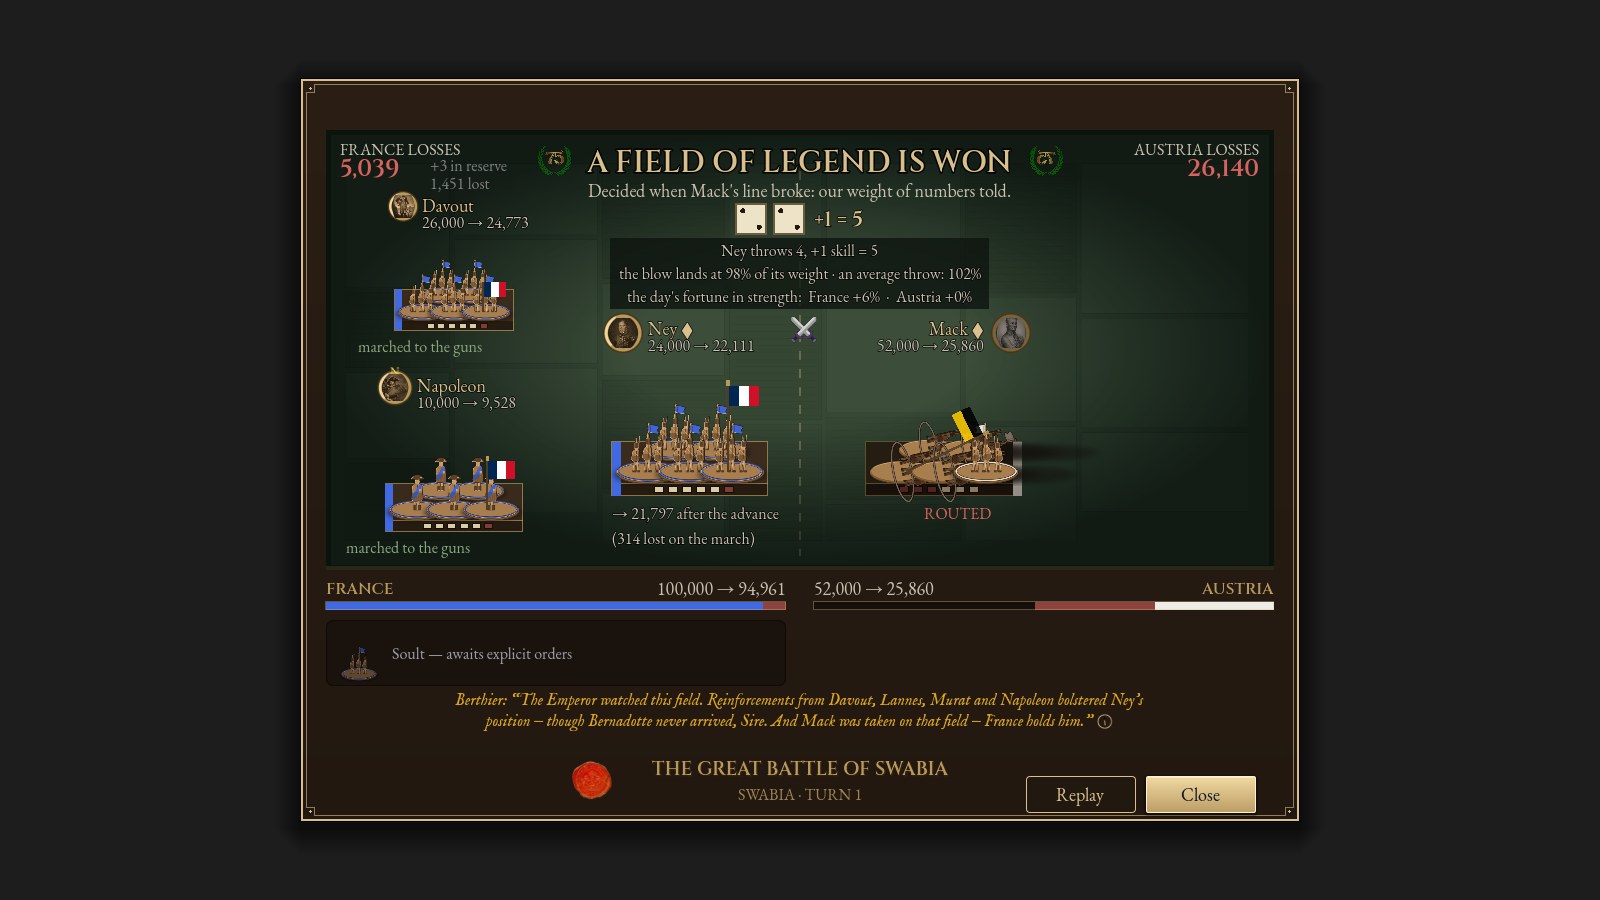 FRANCE LOSSES
5,039
+3 in reserve
1,451 lost
A FIELD OF LEGEND IS WON
AUSTRIA LOSSES
26,140
Decided when Mack's line broke: our weight of numbers told.
+1 = 5
Davout
26,000 → 24,773
Ney throws 4, +1 skill = 5
the blow lands at 98% of its weight · an average throw: 102%
the day's fortune in strength: France +6% · Austria +0%
marched to the guns
Ney
24,000 → 22,111
Mack
52,000 → 25,860
N
Napoleon
10,000 → 9,528
→ 21,797 after the advance
(314 lost on the march)
ROUTED
marched to the guns
FRANCE
100,000 → 94,961
52,000 → 25,860
AUSTRIA
Soult — awaits explicit orders
Berthier: “The Emperor watched this field. Reinforcements from Davout, Lannes, Murat and Napoleon bolstered Ney’s
position — though Bernadotte never arrived, Sire. And Mack was taken on that field — France holds him.”
THE GREAT BATTLE OF SWABIA
SWABIA · TURN 1
Replay
Close